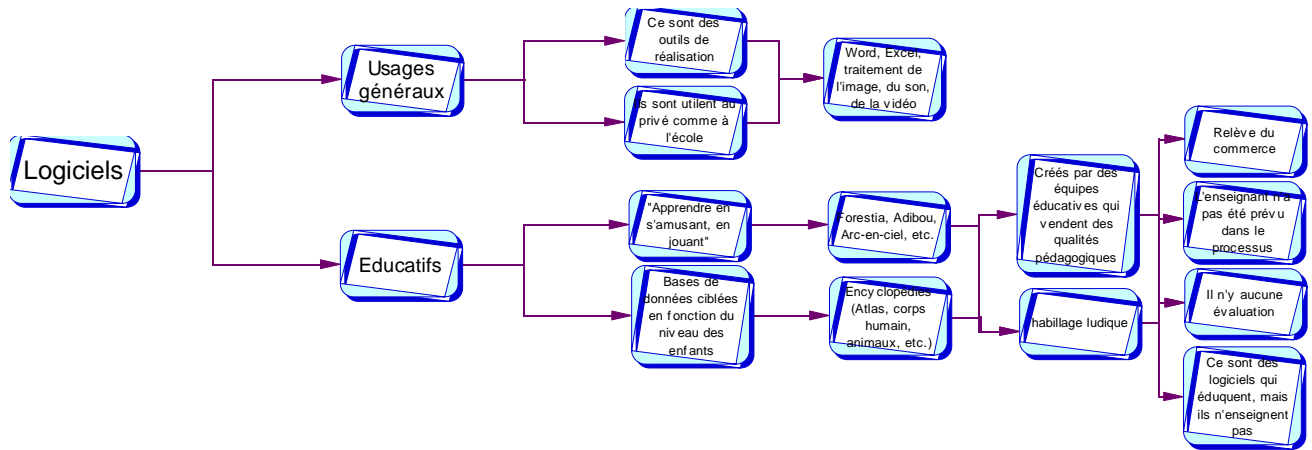 Logiciels
Usages
généraux
Ce sont des
outils de
réalisation
Ils sont utilent au
privé comme à
l'école
Word, Excel,
traitement de
l'image, du son,
de la vidéo
Educatifs
"Apprendre en
s'amusant, en
jouant"
Bases de
données ciblées
en fonction du
niveau des
enfants
Forestia, Adibou,
Arc-en-ciel, etc.
Encyclopédies
(Atlas, corps
humain,
animaux, etc.)
Créés par des
équipes
éducatives qui
vendent des
qualités
pédagogiques
habillage ludique
Relève du
commerce
L'enseignant n'a
pas été prévu
dans le
processus
Il n'y aucune
évaluation
Ce sont des
logiciels qui
éduquent, mais
ils n'enseignent
pas